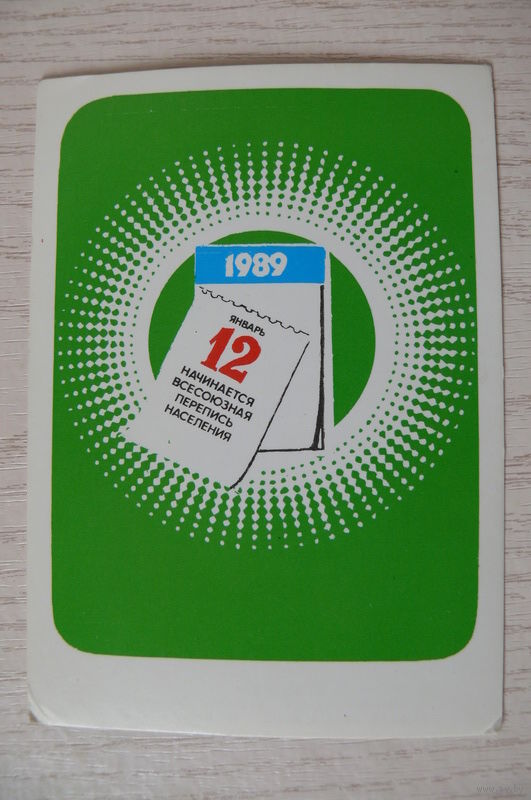 1989
ЯНВАРЬ
12
НАЧИНАЕТСЯ
ВСЕСОЮЗНАЯ
ПЕРЕПИСЬ
НАСЕЛЕНИЯ